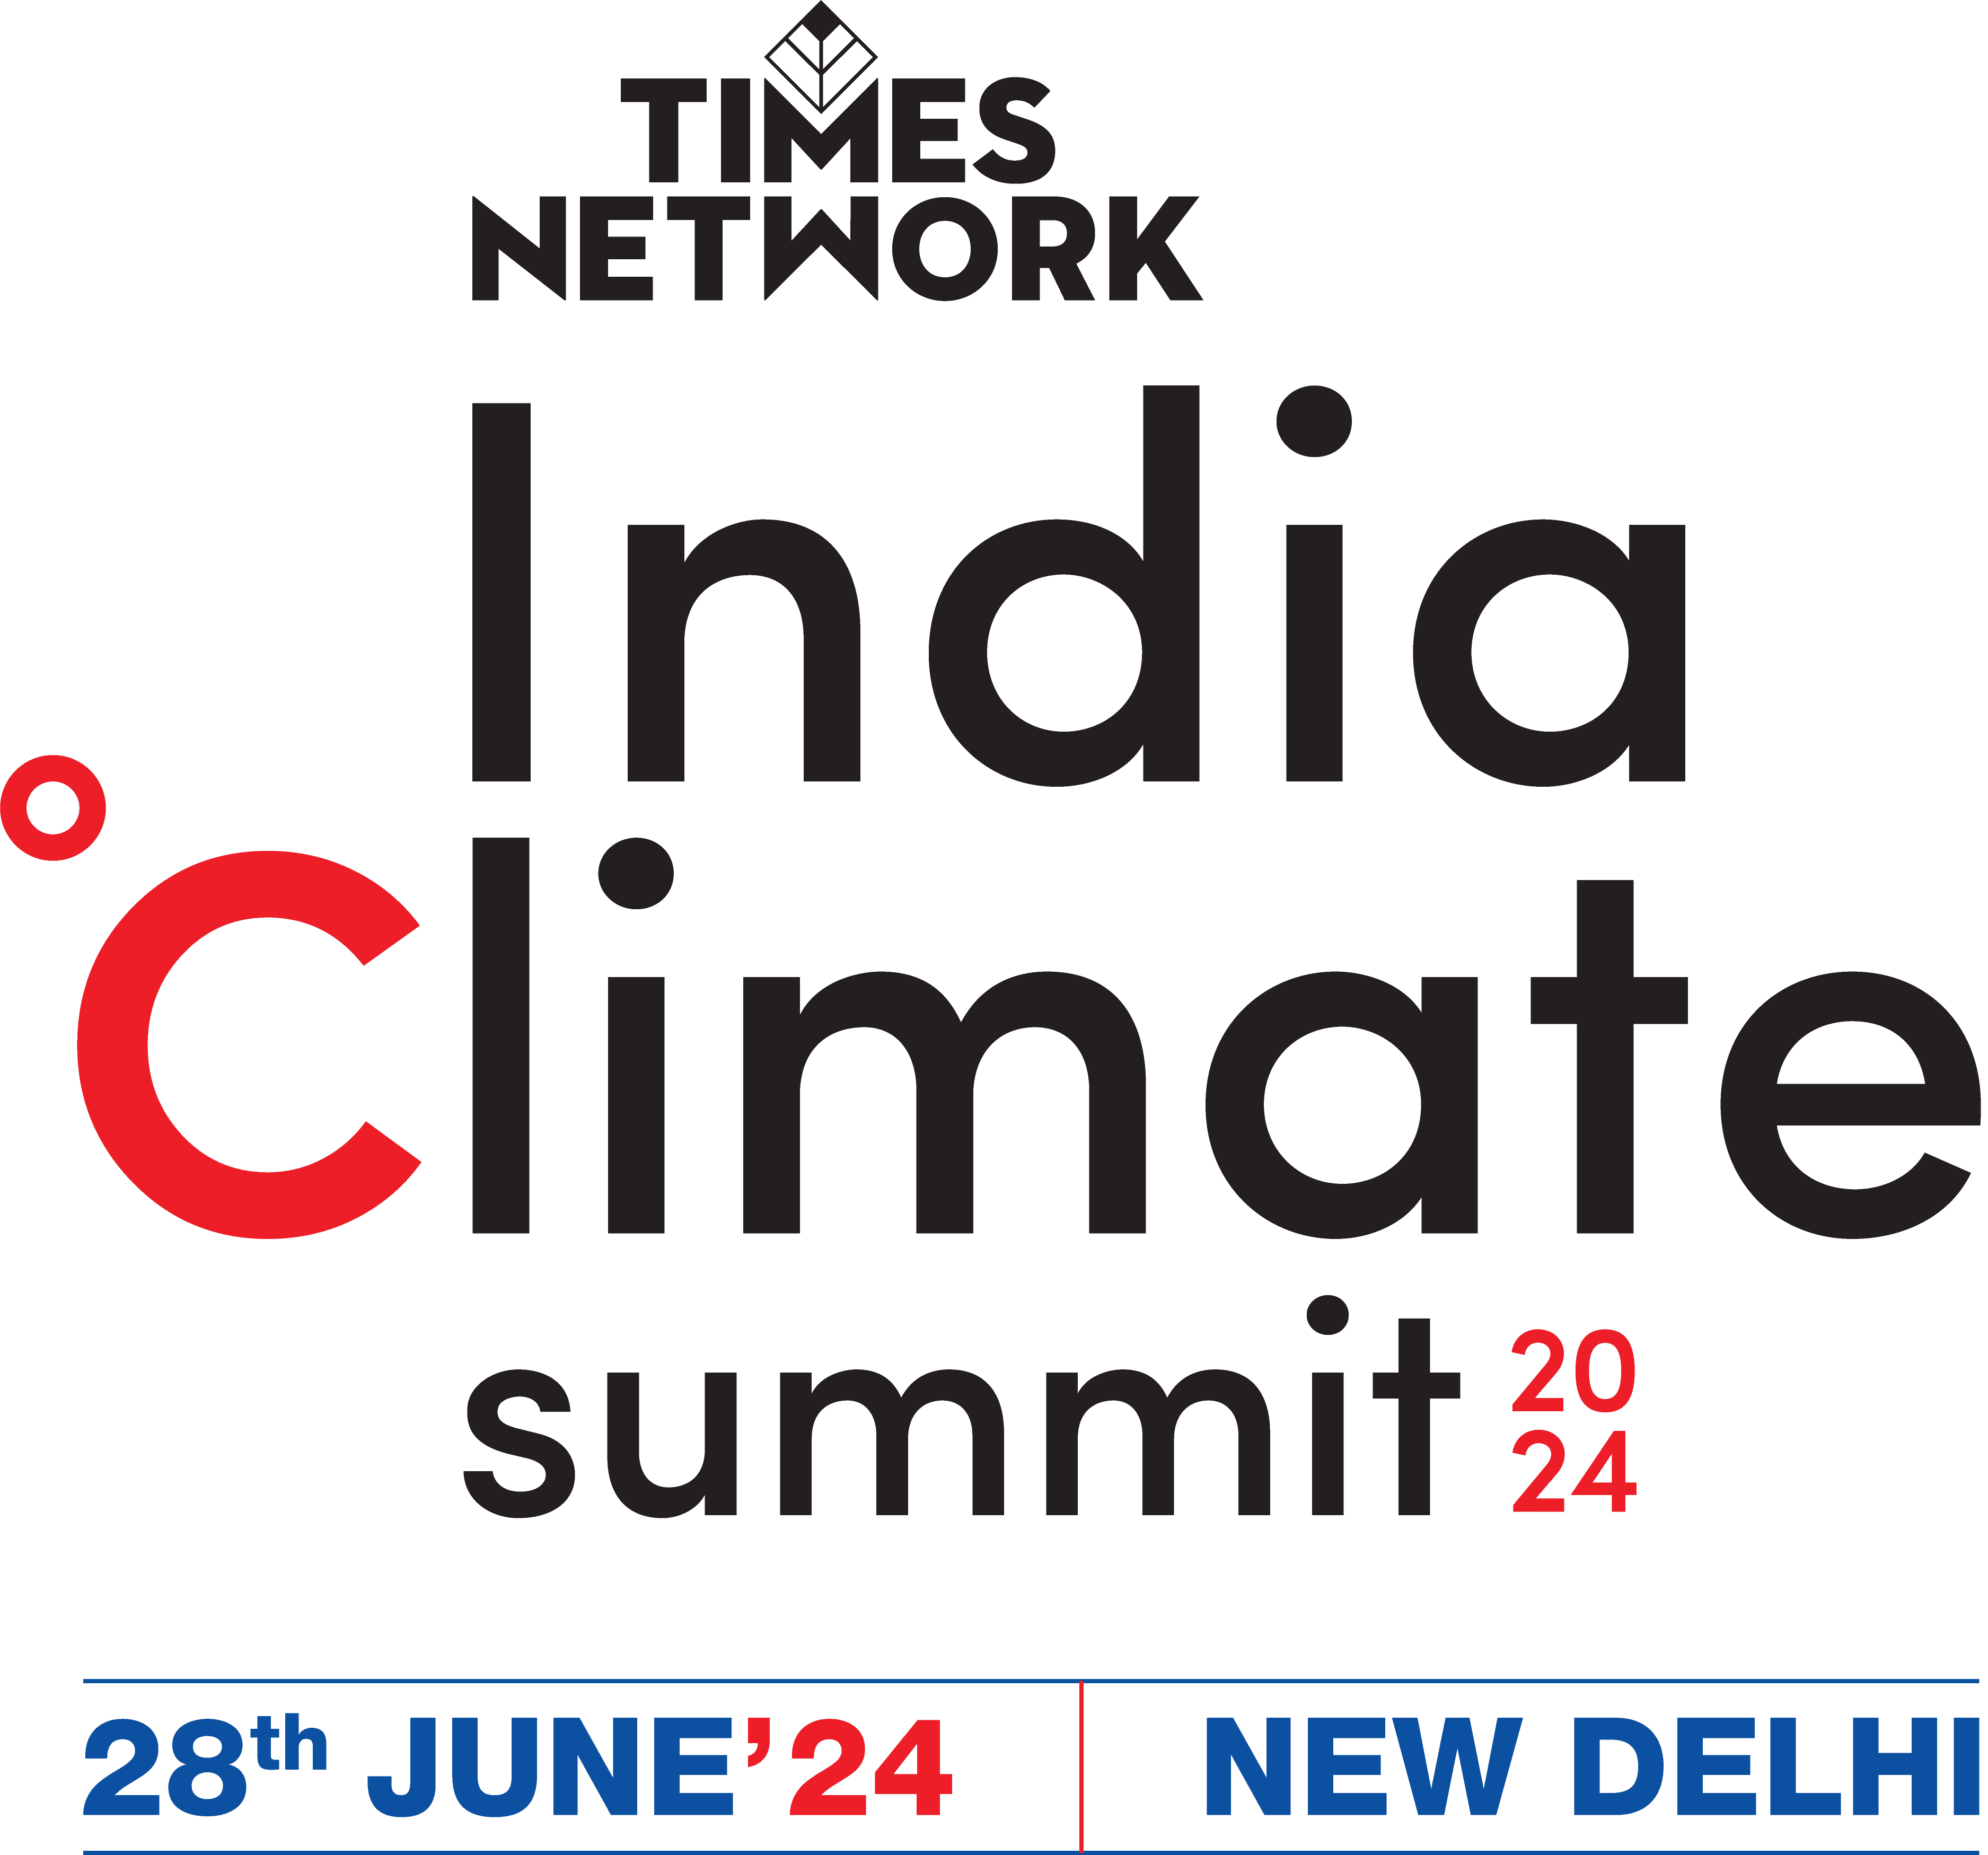 TIMES
NETWORK
India
°Climate
summit 20
24
28th JUNE'24 NEW DELHI